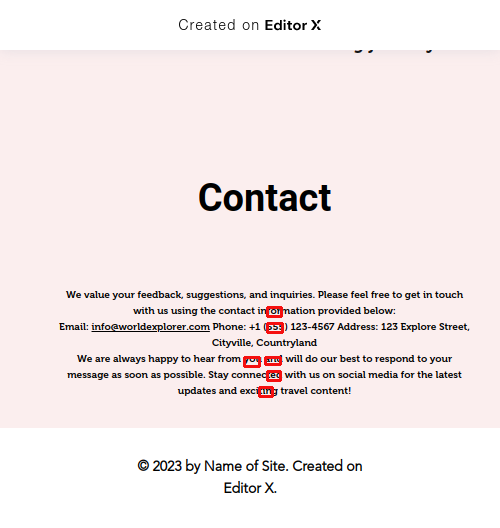 Created on Editor X
Contact
We value your feedback, suggestions, and inquiries. Please feel free to get in touch
with us using the contact information provided below:
Email: info@worldexplorer.com Phone: +1 (555) 123-4567 Address: 123 Explore Street,
Cityville, Countryland
We are always happy to hear from you and will do our best to respond to your
message as soon as possible. Stay connected with us on social media for the latest
updates and exciting travel content!
© 2023 by Name of Site. Created on
Editor X.